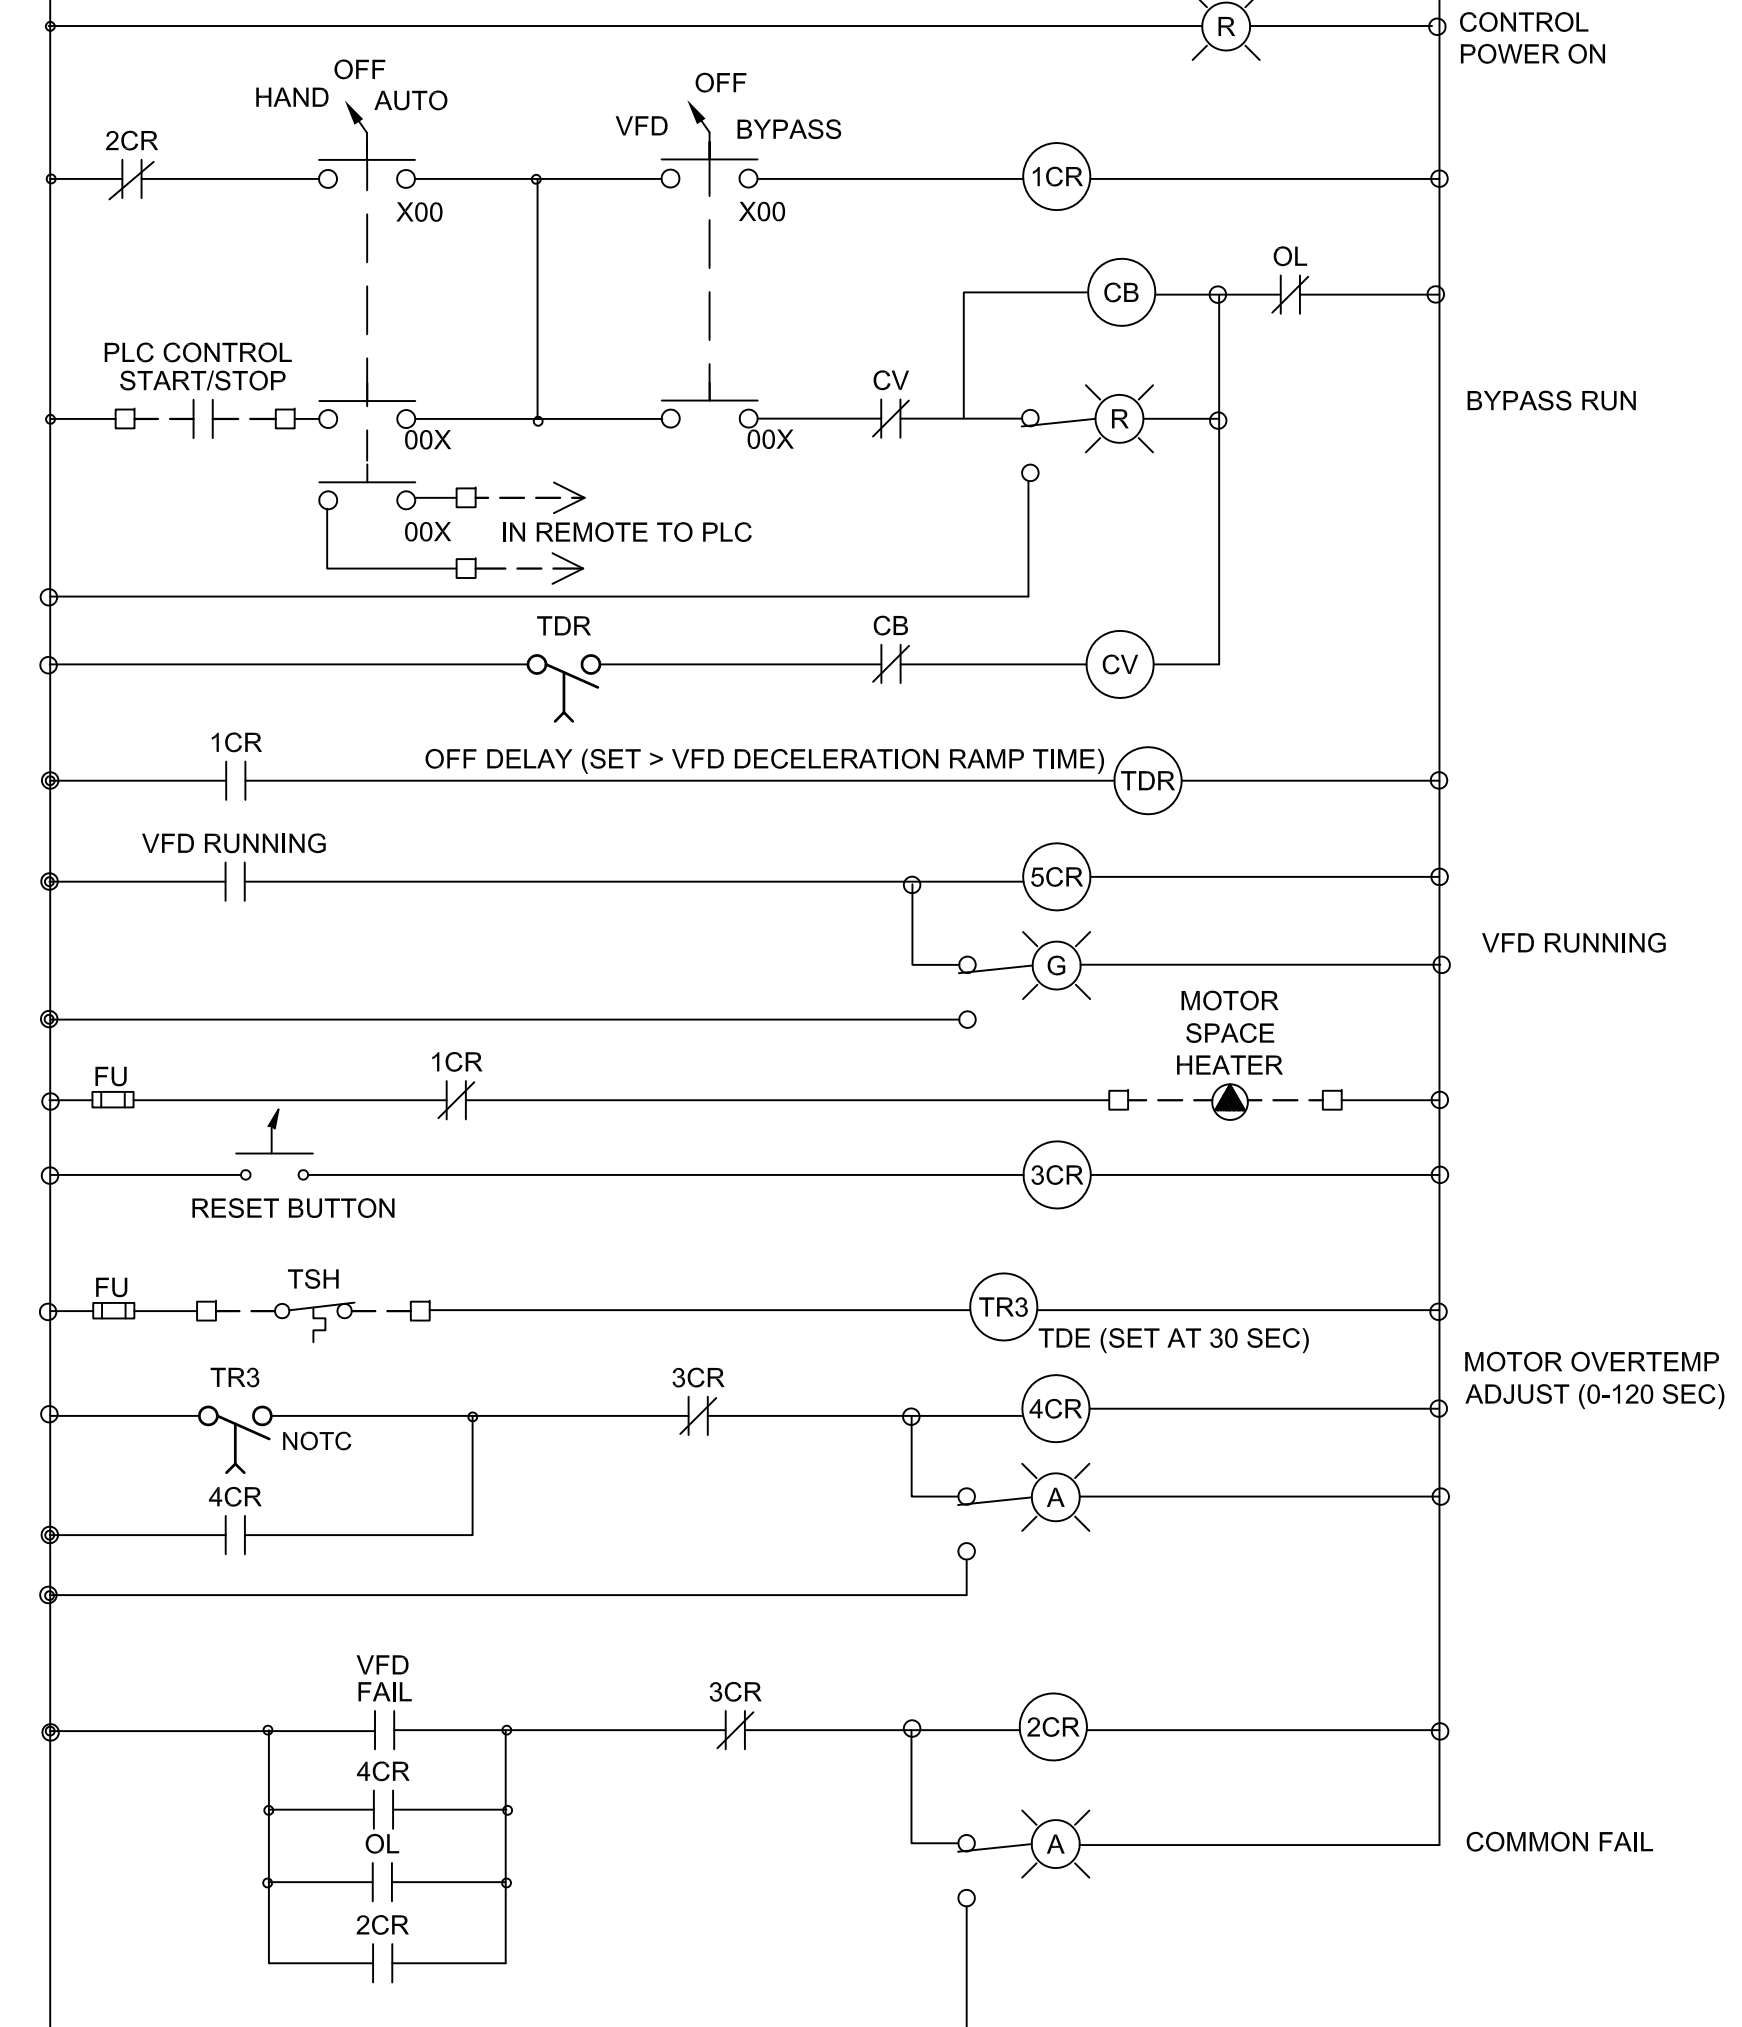 R
CONTROL
POWER ON
OFF
HAND
AUTO
OFF
VFD
BYPASS
2CR
X00
X00
1CR
CB
OL
PLC CONTROL
START/STOP
00X
00X
CV
R
BYPASS RUN
00X
IN REMOTE TO PLC
TDR
CB
CV
1CR
OFF DELAY (SET > VFD DECELERATION RAMP TIME)
TDR
VFD RUNNING
5CR
G
VFD RUNNING
MOTOR
SPACE
HEATER
FU
1CR
RESET BUTTON
3CR
FU
TSH
TR3
TDE (SET AT 30 SEC)
MOTOR OVERTEMP
ADJUST (0-120 SEC)
TR3
NOTC
3CR
4CR
4CR
A
VFD
FAIL
3CR
2CR
4CR
OL
2CR
A
COMMON FAIL